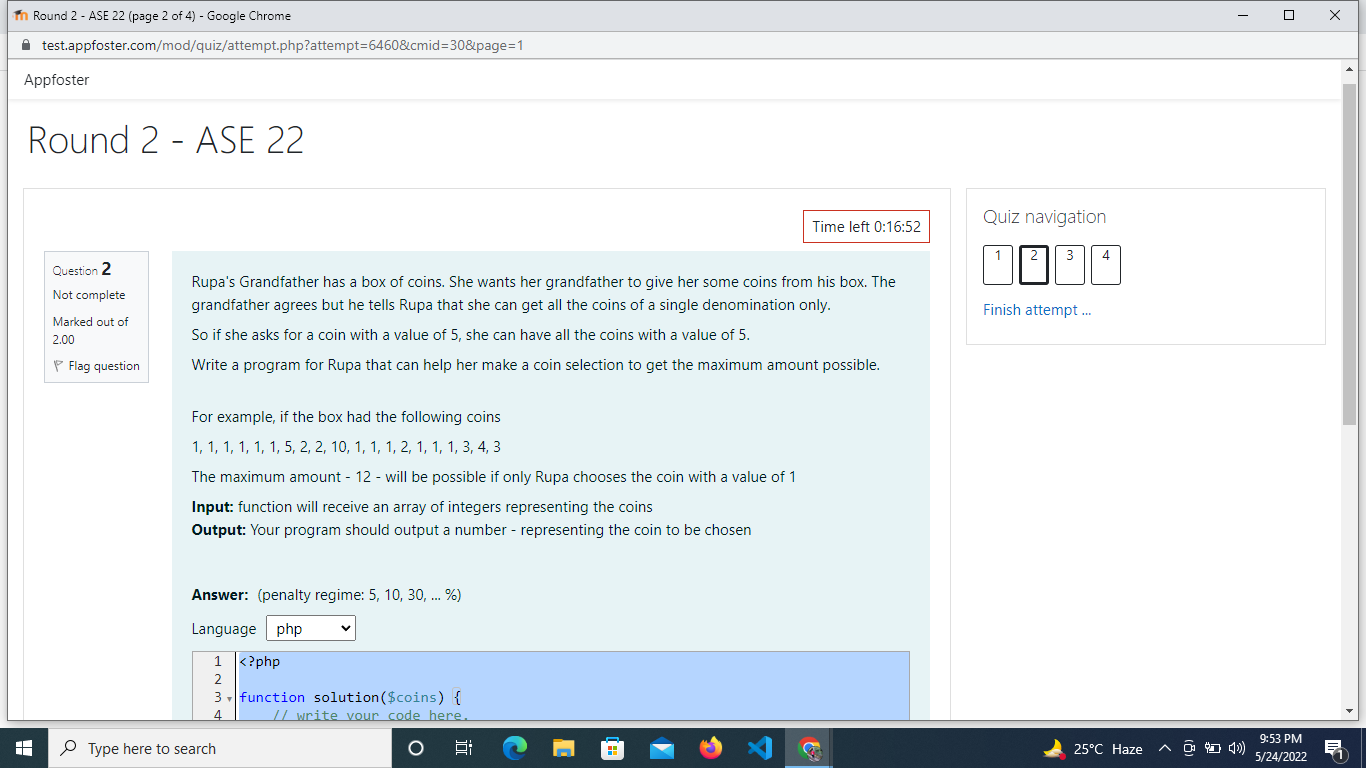 Round 2 - ASE 22 (page 2 of 4) - Google Chrome
test.appfoster.com/mod/quiz/attempt.php?attempt=6460&cmid=30&page=1
Appfoster
Round 2 - ASE 22
Time left 0:16:52
Question 2
Not complete
Marked out of
2.00
Flag question
Rupa's Grandfather has a box of coins. She wants her grandfather to give her some coins from his box. The
grandfather agrees but he tells Rupa that she can get all the coins of a single denomination only.
So if she asks for a coin with a value of 5, she can have all the coins with a value of 5.
Write a program for Rupa that can help her make a coin selection to get the maximum amount possible.
For example, if the box had the following coins
1, 1, 1, 1, 1, 1, 5, 2, 2, 10, 1, 1, 1, 2, 1, 1, 1, 3, 4, 3
The maximum amount - 12 - will be possible if only Rupa chooses the coin with a value of 1
Input: function will receive an array of integers representing the coins
Output: Your program should output a number - representing the coin to be chosen
Answer: (penalty regime: 5, 10, 30, ... %)
Language php
1 <?php
2
3 function solution($coins) {
4 // write your code here.
Quiz navigation
1 2 3 4
Finish attempt ...
Type here to search
25°C Haze
9:53 PM
5/24/2022
1